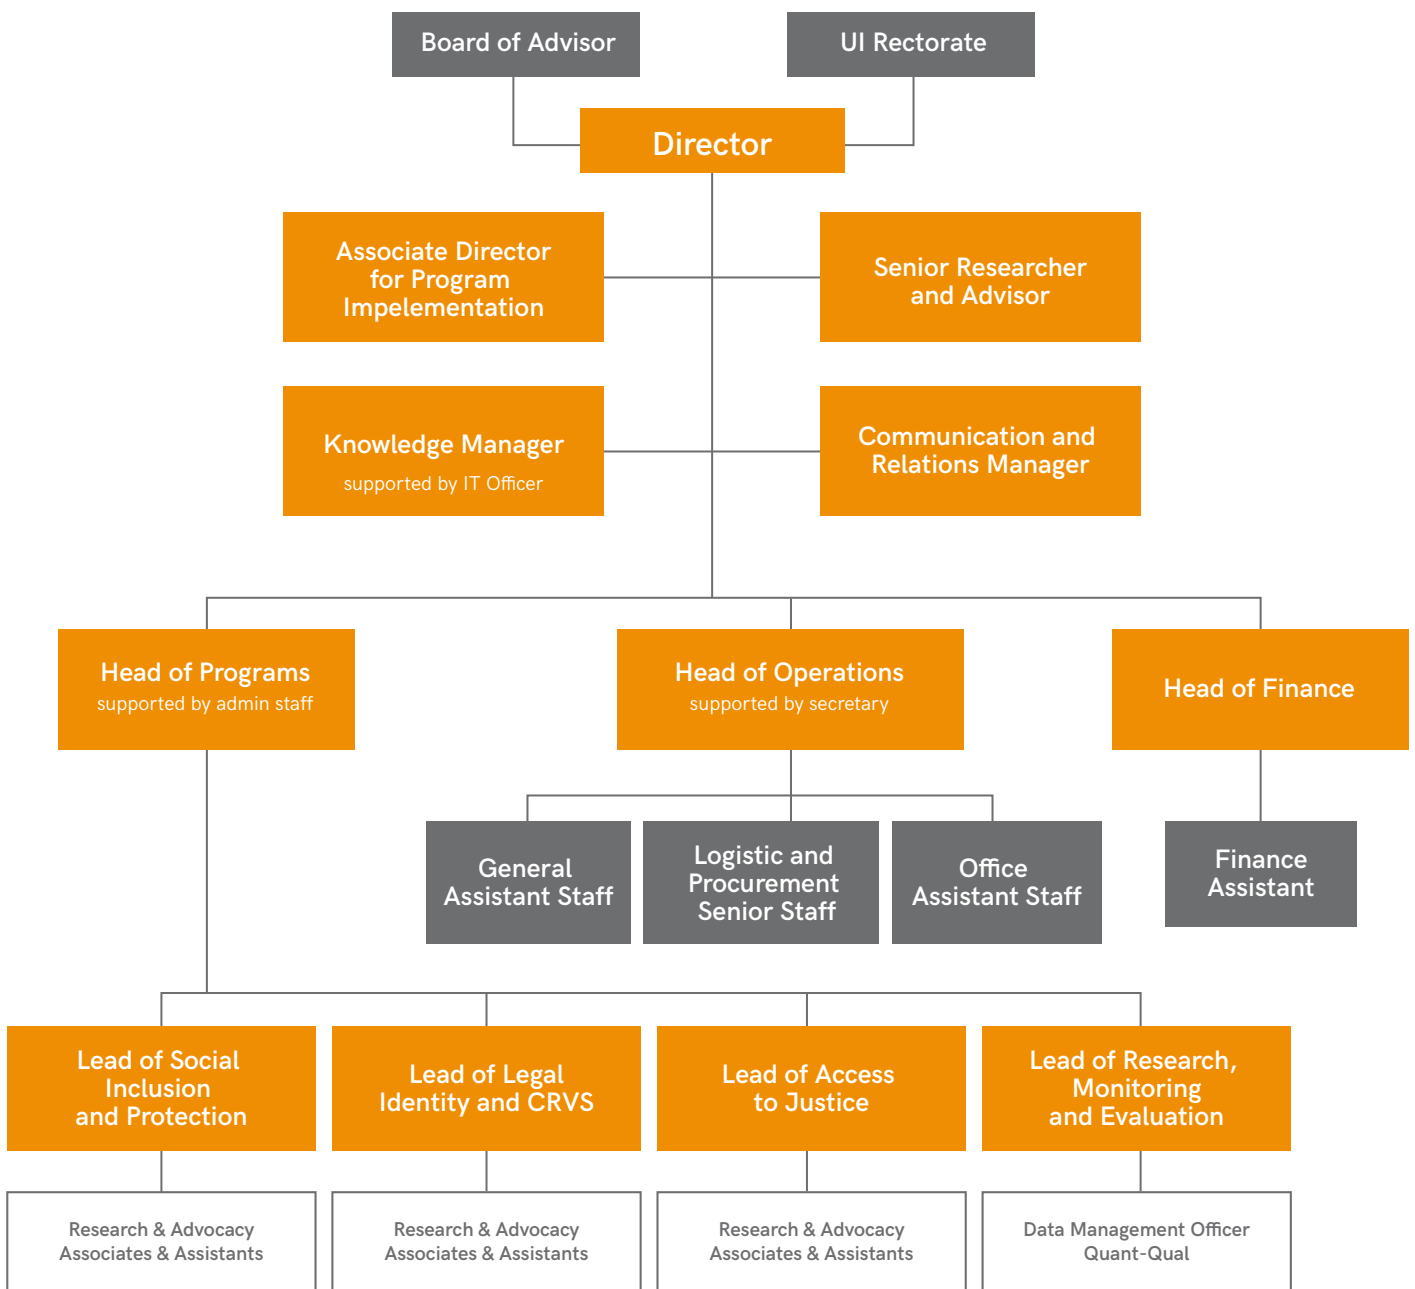 Board of Advisor
UI Rectorate
Director
Associate Director
for Program
Impelementation
Senior Researcher
and Advisor
Knowledge Manager
supported by IT Officer
Communication and
Relations Manager
Head of Programs
supported by admin staff
Head of Operations
supported by secretary
Head of Finance
General
Assistant Staff
Logistic and
Procurement
Senior Staff
Office
Assistant Staff
Finance
Assistant
Lead of Social
Inclusion
and Protection
Lead of Legal
Identity and CRVS
Lead of Access
to Justice
Lead of Research,
Monitoring
and Evaluation
Research & Advocacy
Associates & Assistants
Research & Advocacy
Associates & Assistants
Research & Advocacy
Associates & Assistants
Data Management Officer
Quant-Qual